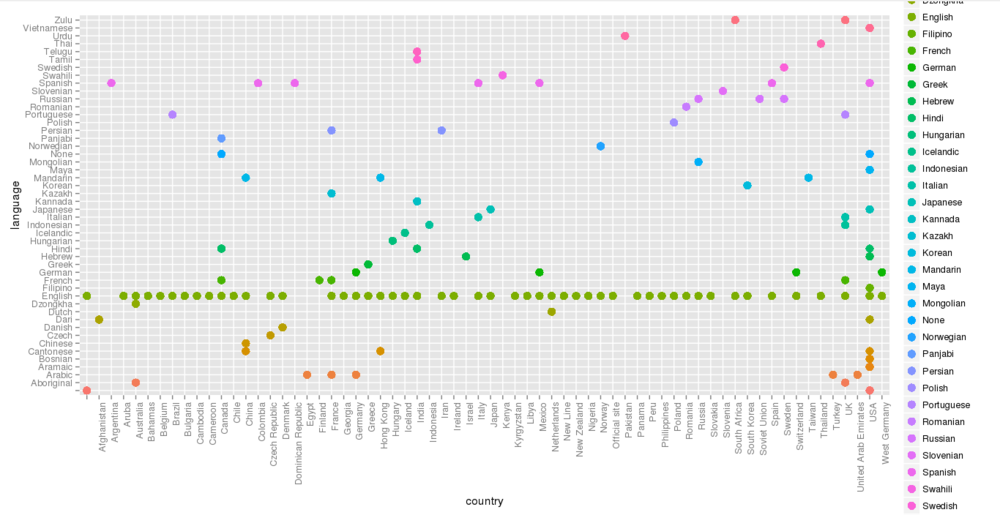 Zulu
Vietnamese
Urdu
Thai
Telugu
Tamil
Swedish
Swahili
Spanish
Slovenian
Russian
Romanian
Portuguese
Polish
Persian
Panjabi
Norwegian
None
Mongolian
Maya
Mandarin
Korean
Kazakh
Kannada
Japanese
Italian
Indonesian
Icelandic
Hungarian
Hindi
Hebrew
Greek
German
French
Filipino
English
Dzongkha
Dutch
Dari
Danish
Czech
Chinese
Cantonese
Bosnian
Aramaic
Arabic
Aboriginal
language
Afghanistan
Argentina
Aruba
Australia
Bahamas
Belgium
Brazil
Bulgaria
Cambodia
Cameroon
Canada
Chile
China
Colombia
Czech Republic
Denmark
Dominican Republic
Egypt
Finland
France
Georgia
Germany
Greece
Hong Kong
Hungary
Iceland
India
Indonesia
Iran
Ireland
Israel
Italy
Japan
Kenya
Kyrgyzstan
Libya
Mexico
Netherlands
New Line
New Zealand
Nigeria
Norway
Official site
Pakistan
Panama
Peru
Philippines
Poland
Romania
Russia
Slovakia
Slovenia
South Africa
South Korea
Soviet Union
Spain
Sweden
Switzerland
Taiwan
Thailand
Turkey
UK
United Arab Emirates
USA
West Germany
country
Dzongkha
English
Filipino
French
German
Greek
Hebrew
Hindi
Hungarian
Icelandic
Indonesian
Italian
Japanese
Kannada
Kazakh
Korean
Mandarin
Maya
Mongolian
None
Norwegian
Panjabi
Persian
Polish
Portuguese
Romanian
Russian
Slovenian
Spanish
Swahili
Swedish